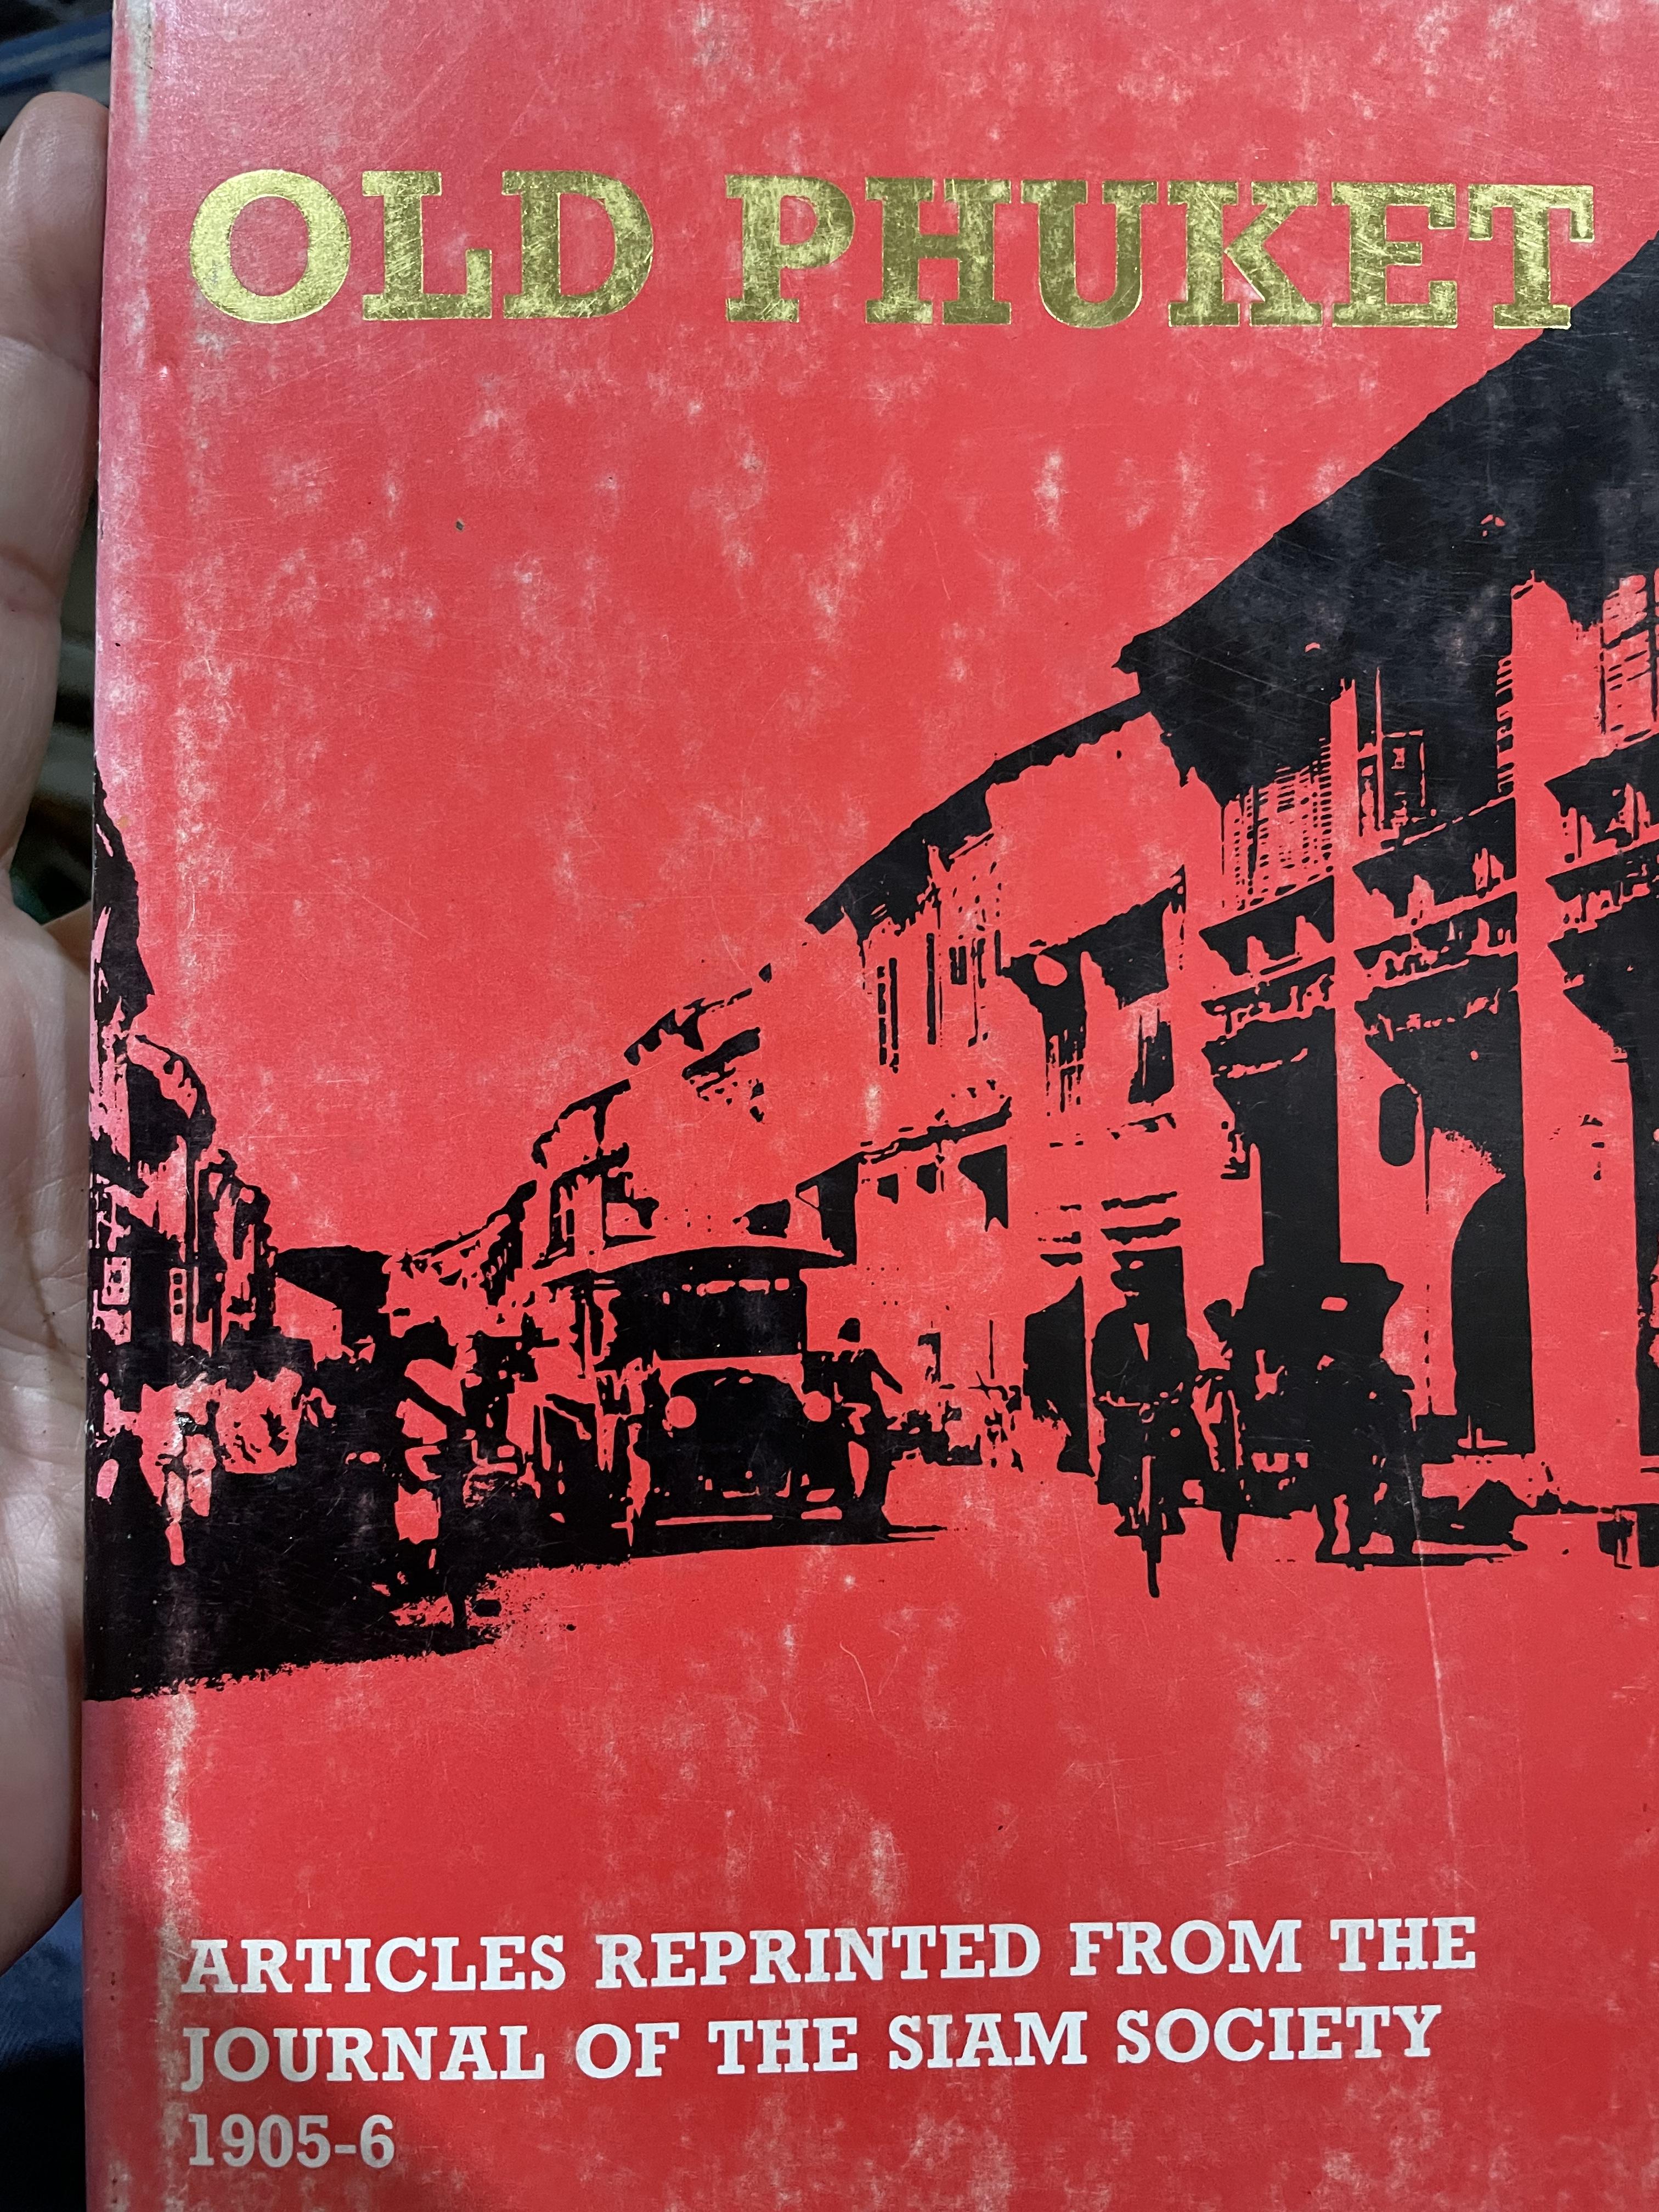 OLD PHUKET
ARTICLES REPRINTED FROM THE
JOURNAL OF THE SIAM SOCIETY
1905-6